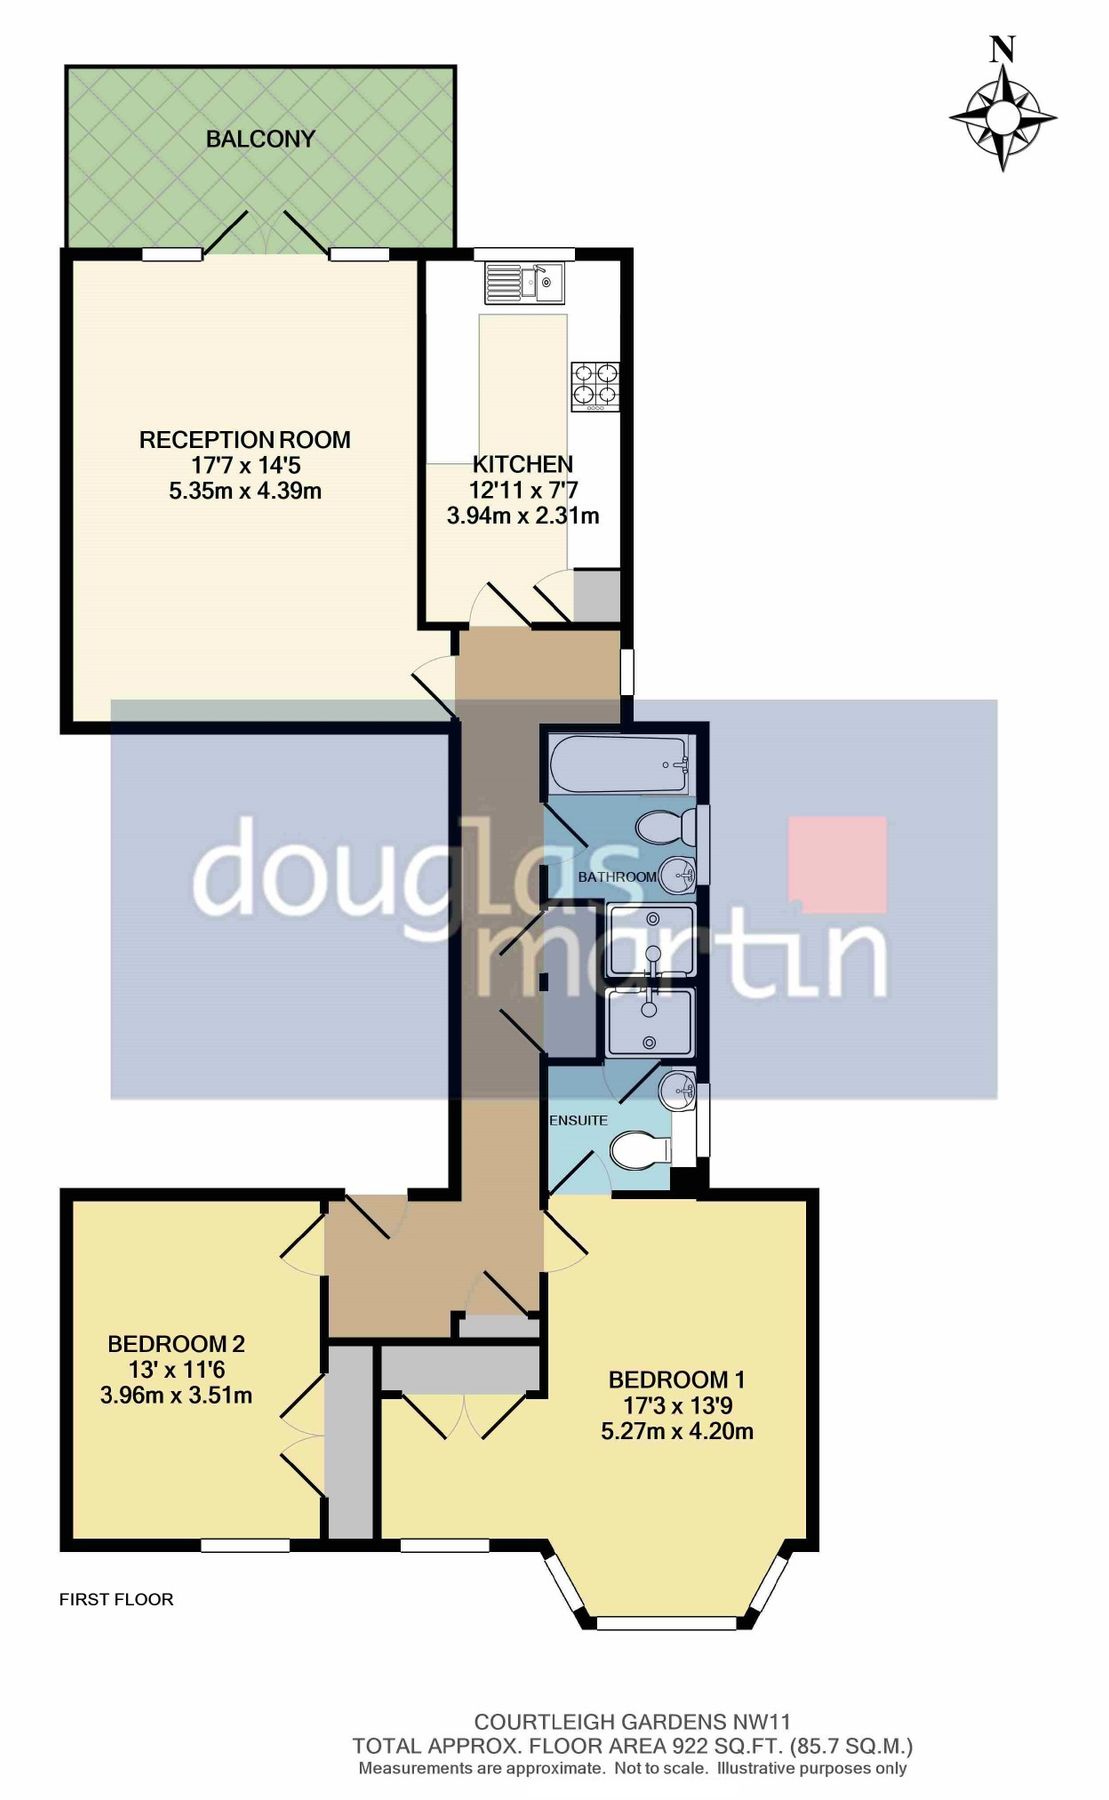 N
BALCONY
RECEPTION ROOM
17'7 x 14'5
5.35m x 4.39m
KITCHEN
12'11 x 7'7
3.94m x 2.31m
douglas
martin
BATHROOM
ENSUITE
BEDROOM 2
13' x 11'6
3.96m x 3.51m
BEDROOM 1
17'3 x 13'9
5.27m x 4.20m
FIRST FLOOR
COURTLEIGH GARDENS NW11
TOTAL APPROX. FLOOR AREA 922 SQ.FT. (85.7 SQ.M.)
Measurements are approximate. Not to scale. Illustrative purposes only